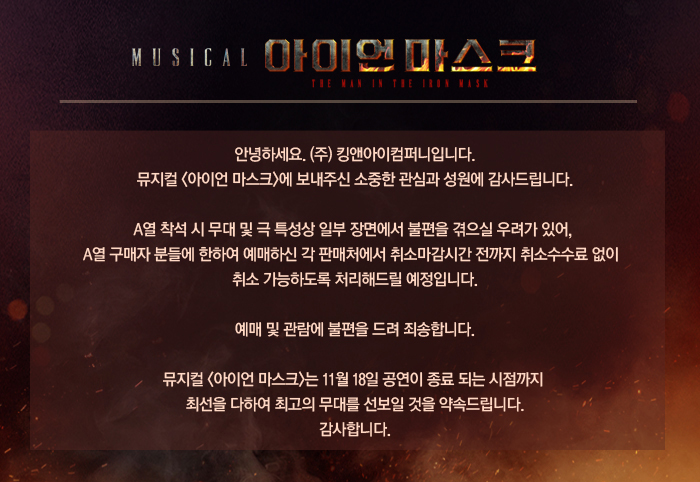 MUSICAL 아이언 마스크
THE MAN IN THE IRON MASK
안녕하세요. (주) 킹앤아이컴퍼니입니다.
뮤지컬 <아이언 마스크>에 보내주신 소중한 관심과 성원에 감사드립니다.
A열 착석 시 무대 및 극 특성상 일부 장면에서 불편을 겪으실 우려가 있어,
A열 구매자 분들에 한하여 예매하신 각 판매처에서 취소마감시간 전까지 취소수수료 없이
취소 가능하도록 처리해드릴 예정입니다.
예매 및 관람에 불편을 드려 죄송합니다.
뮤지컬 <아이언 마스크>는 11월 18일 공연이 종료 되는 시점까지
최선을 다하여 최고의 무대를 선보일 것을 약속드립니다.
감사합니다.